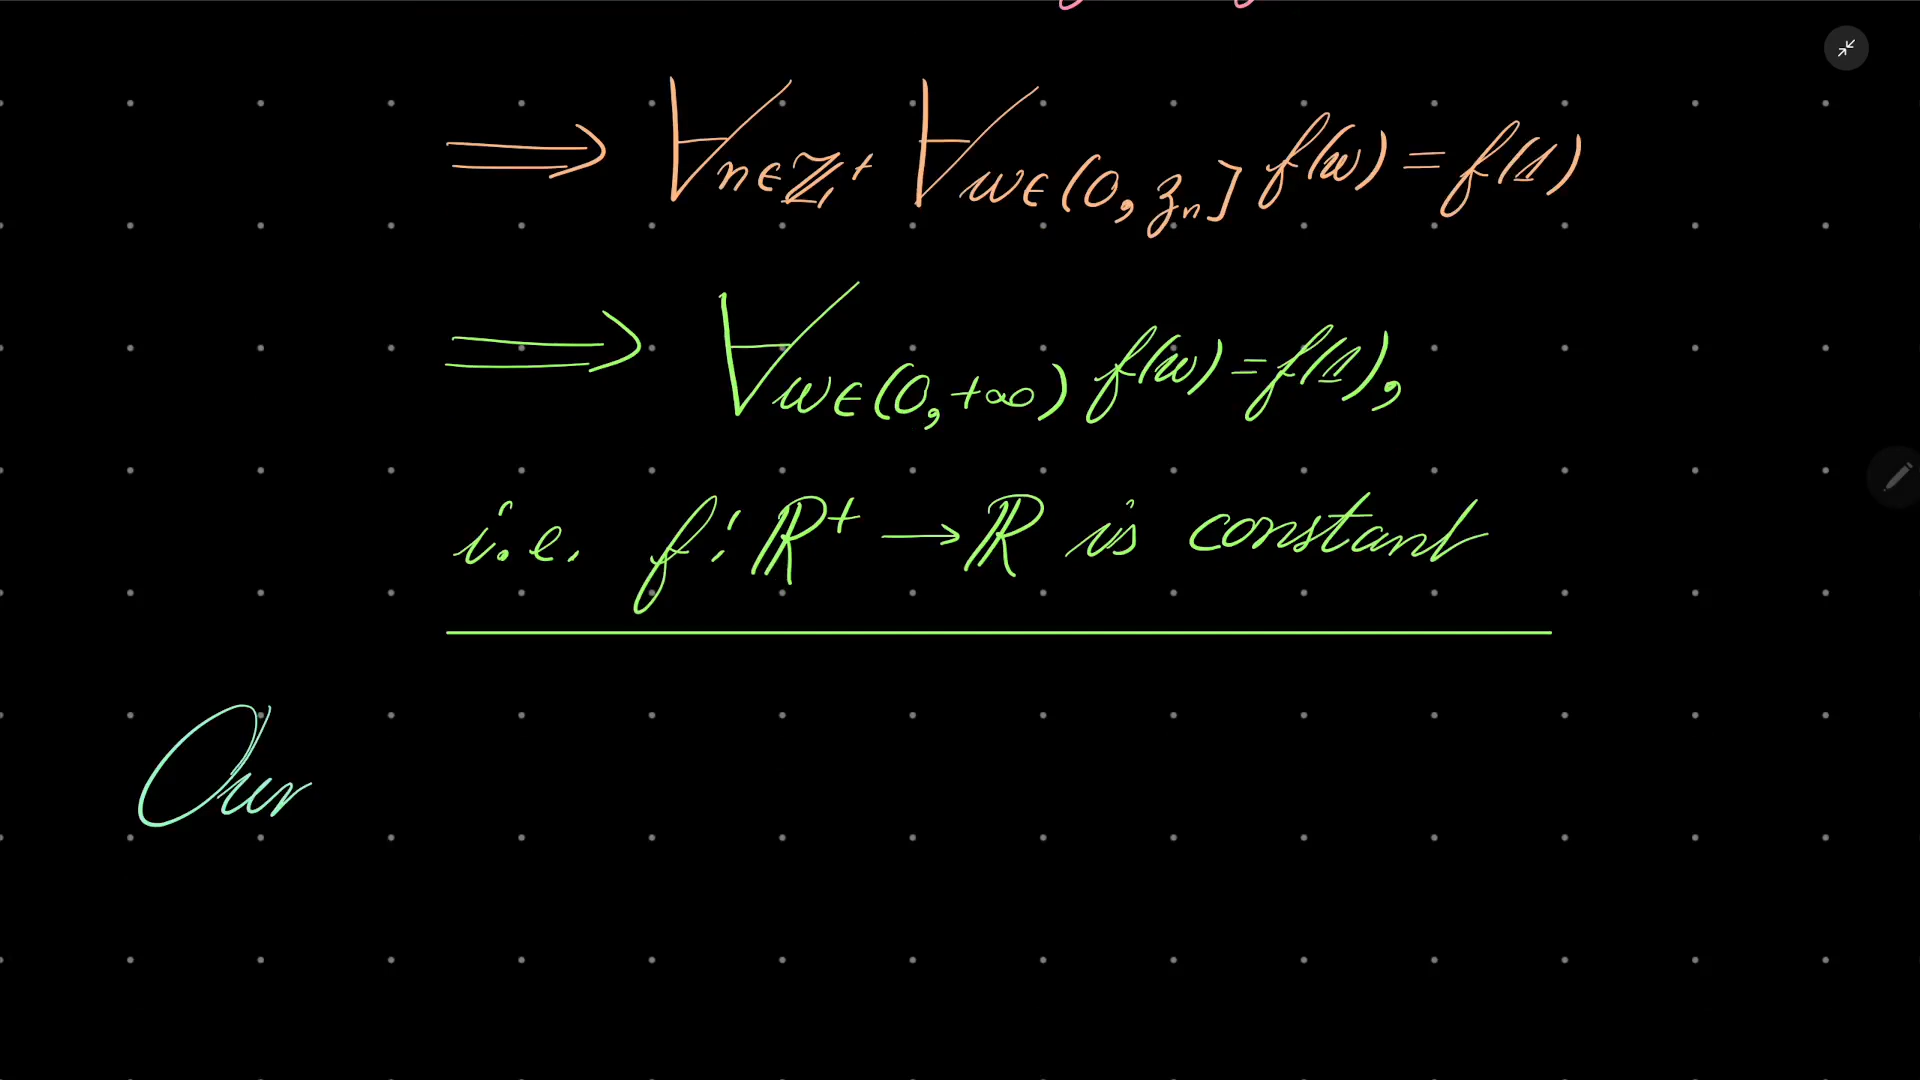 ⟹ ∀n∈ℤ⁺ ∀w∈(0, zₙ] f(w) = f(1)
⟹ ∀w∈(0,+∞) f(w) = f(1),
i.e. f: ℝ⁺ → ℝ is constant
Our